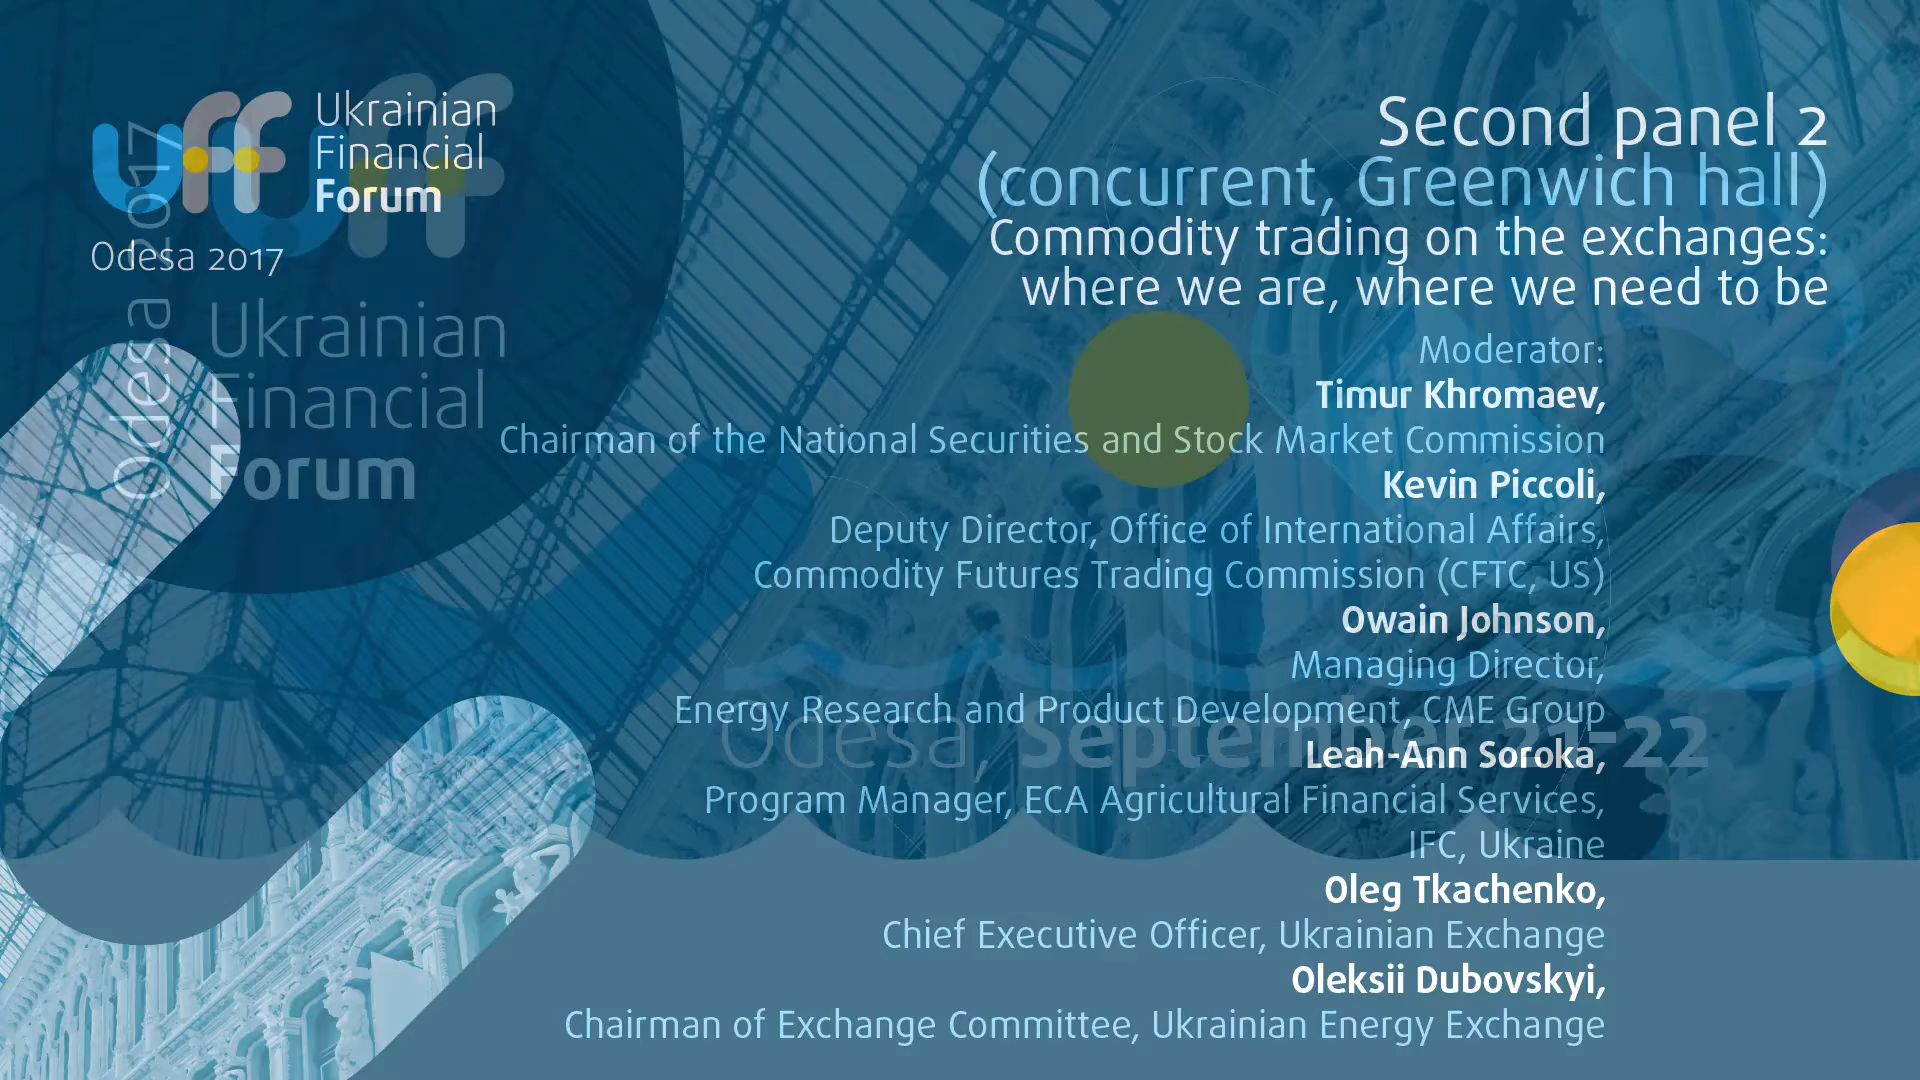 uff
Ukrainian
Financial
Forum
Odesa 2017
Odesa 2017
uff
Ukrainian
Financial
Forum
Second panel 2
(concurrent, Greenwich hall)
Commodity trading on the exchanges:
where we are, where we need to be
Moderator:
Timur Khromaev,
Chairman of the National Securities and Stock Market Commission
Kevin Piccoli,
Deputy Director, Office of International Affairs,
Commodity Futures Trading Commission (CFTC, US)
Owain Johnson,
Managing Director,
Energy Research and Product Development, CME Group
Odesa, September 21-22
Leah-Ann Soroka,
Program Manager, ECA Agricultural Financial Services,
IFC, Ukraine
Oleg Tkachenko,
Chief Executive Officer, Ukrainian Exchange
Oleksii Dubovskyi,
Chairman of Exchange Committee, Ukrainian Energy Exchange